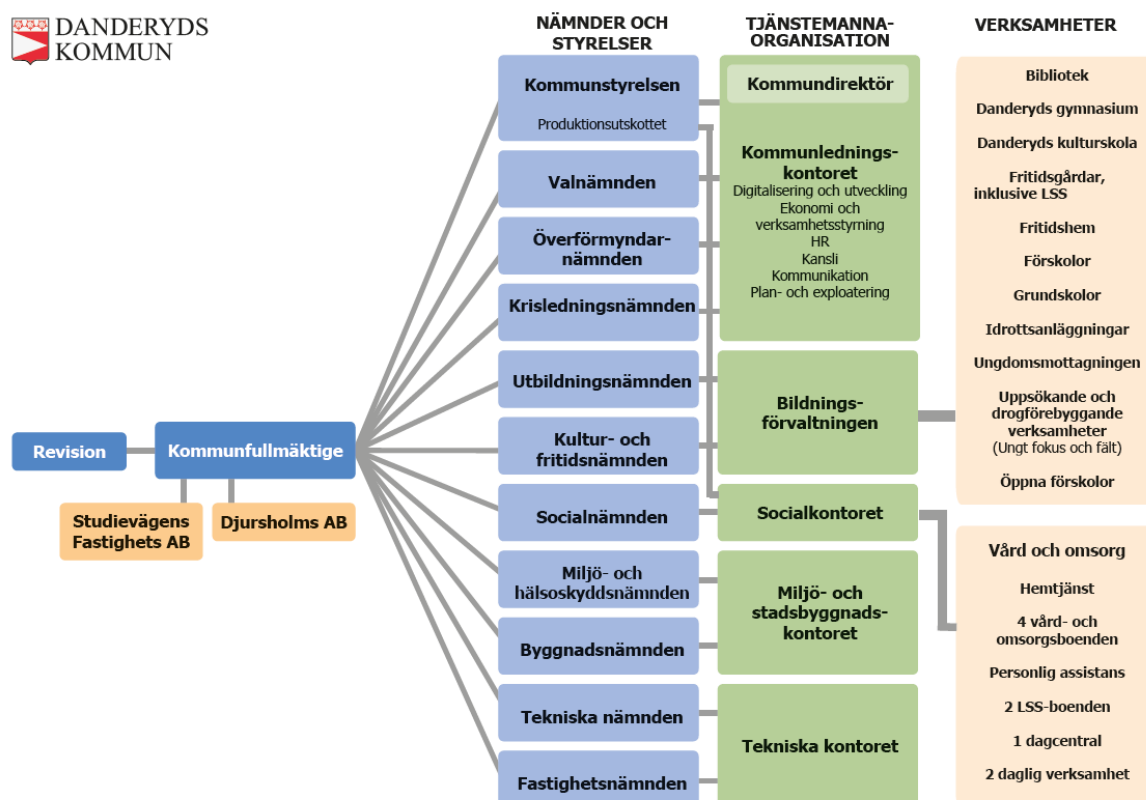 DANDERYDS
KOMMUN
NÄMNDER OCH
STYRELSER
TJÄNSTEMANNA-
ORGANISATION
VERKSAMHETER
Revision
Kommunfullmäktige
Studievägens
Fastighets AB
Djursholms AB
Kommunstyrelsen
Produktionsutskottet
Valnämnden
Överförmyndar-
nämnden
Krisledningsnämnden
Utbildningsnämnden
Kultur- och
fritidsnämnden
Socialnämnden
Miljö- och
hälsoskyddsnämnden
Byggnadsnämnden
Tekniska nämnden
Fastighetsnämnden
Kommundirektör
Kommunlednings-
kontoret
Digitalisering och utveckling
Ekonomi och
verksamhetsstyrning
HR
Kansli
Kommunikation
Plan- och exploatering
Bildnings-
förvaltningen
Socialkontoret
Miljö- och
stadsbyggnads-
kontoret
Tekniska kontoret
Bibliotek
Danderyds gymnasium
Danderyds kulturskola
Fritidsgårdar,
inklusive LSS
Fritidshem
Förskolor
Grundskolor
Idrottsanläggningar
Ungdomsmottagningen
Uppsökande och
drogförebyggande
verksamheter
(Ungt fokus och fält)
Öppna förskolor
Vård och omsorg
Hemtjänst
4 vård- och
omsorgsboenden
Personlig assistans
2 LSS-boenden
1 dagcentral
2 daglig verksamhet